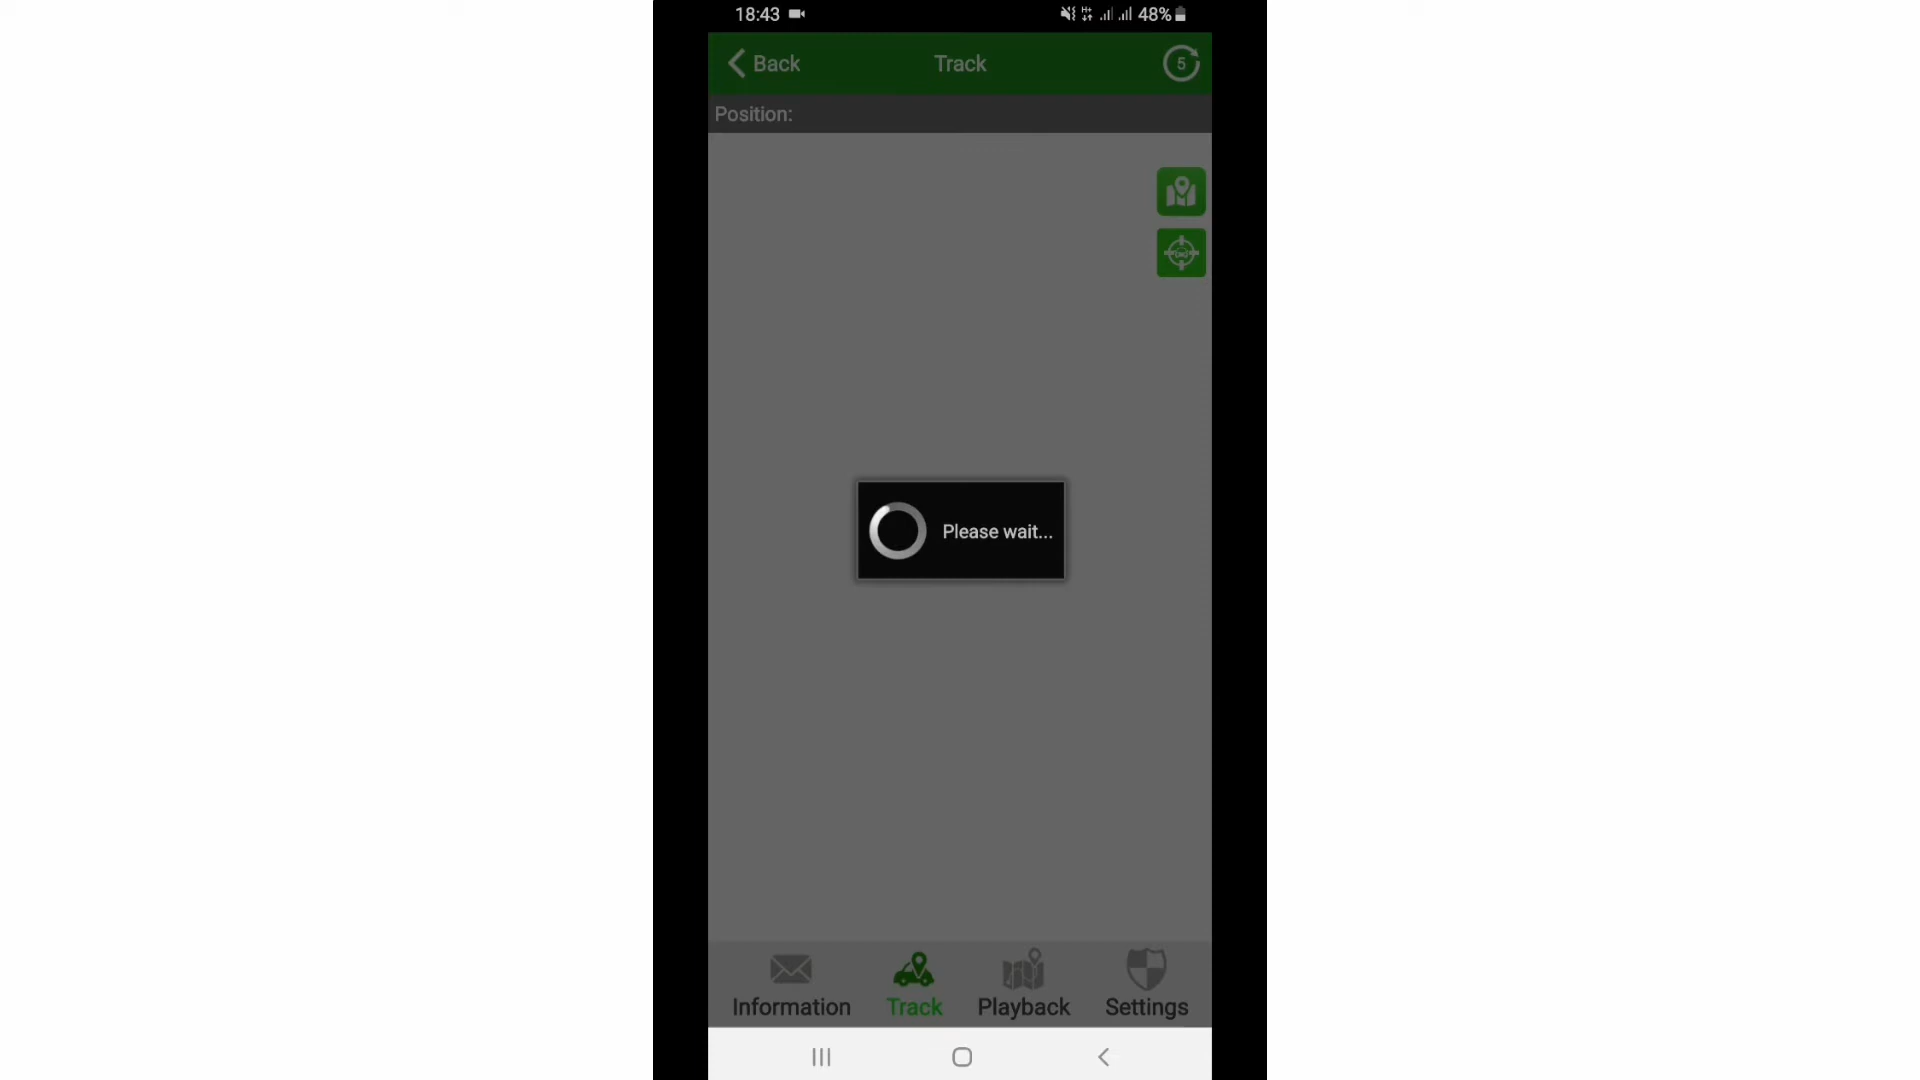 18:43 48%
Back Track 5
Position:
Please wait...
Information Track Playback Settings